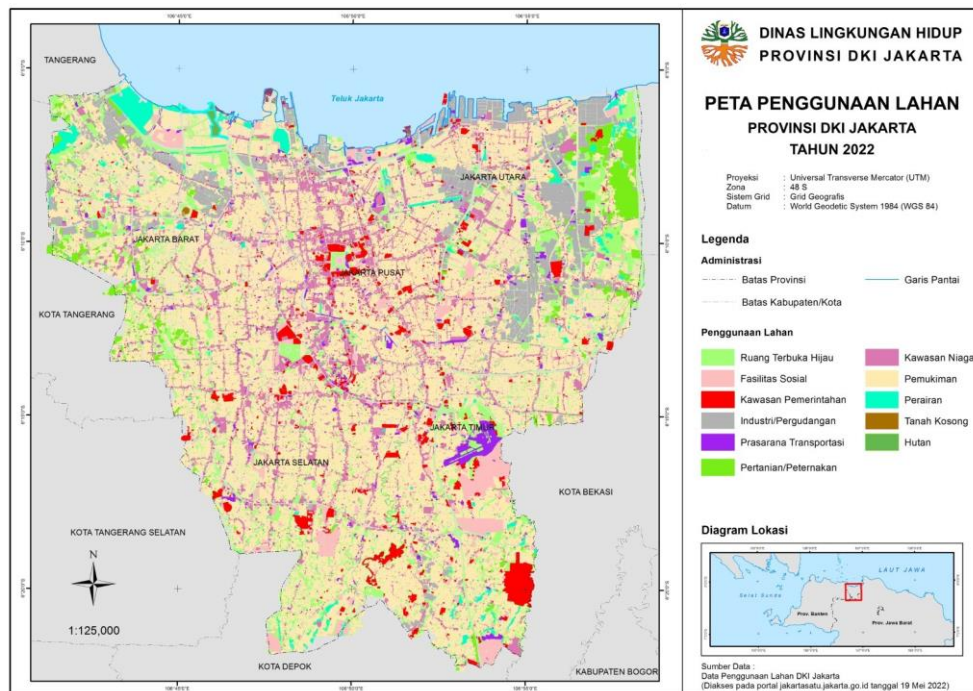 TANGERANG
Teluk Jakarta
JAKARTA UTARA
JAKARTA BARAT
JAKARTA PUSAT
KOTA TANGERANG
JAKARTA TIMUR
JAKARTA SELATAN
KOTA BEKASI
KOTA TANGERANG SELATAN
N
1:125,000
KOTA DEPOK
KABUPATEN BOGOR
DINAS LINGKUNGAN HIDUP
PROVINSI DKI JAKARTA
PETA PENGGUNAAN LAHAN
PROVINSI DKI JAKARTA
TAHUN 2022
Proyeksi : Universal Transverse Mercator (UTM)
Zona : 48 S
Sistem Grid : Grid Geografis
Datum : World Geodetic System 1984 (WGS 84)
Legenda
Administrasi
Batas Provinsi
Garis Pantai
Batas Kabupaten/Kota
Penggunaan Lahan
Ruang Terbuka Hijau
Kawasan Niaga
Fasilitas Sosial
Pemukiman
Kawasan Pemerintahan
Perairan
Industri/Pergudangan
Tanah Kosong
Prasarana Transportasi
Hutan
Pertanian/Peternakan
Diagram Lokasi
LAUT JAWA
Selat Sunda
Prov. Banten
Prov. Jawa Barat
Sumber Data :
Data Penggunaan Lahan DKI Jakarta
(Diakses pada portal jakartasatu.jakarta.go.id tanggal 19 Mei 2022)